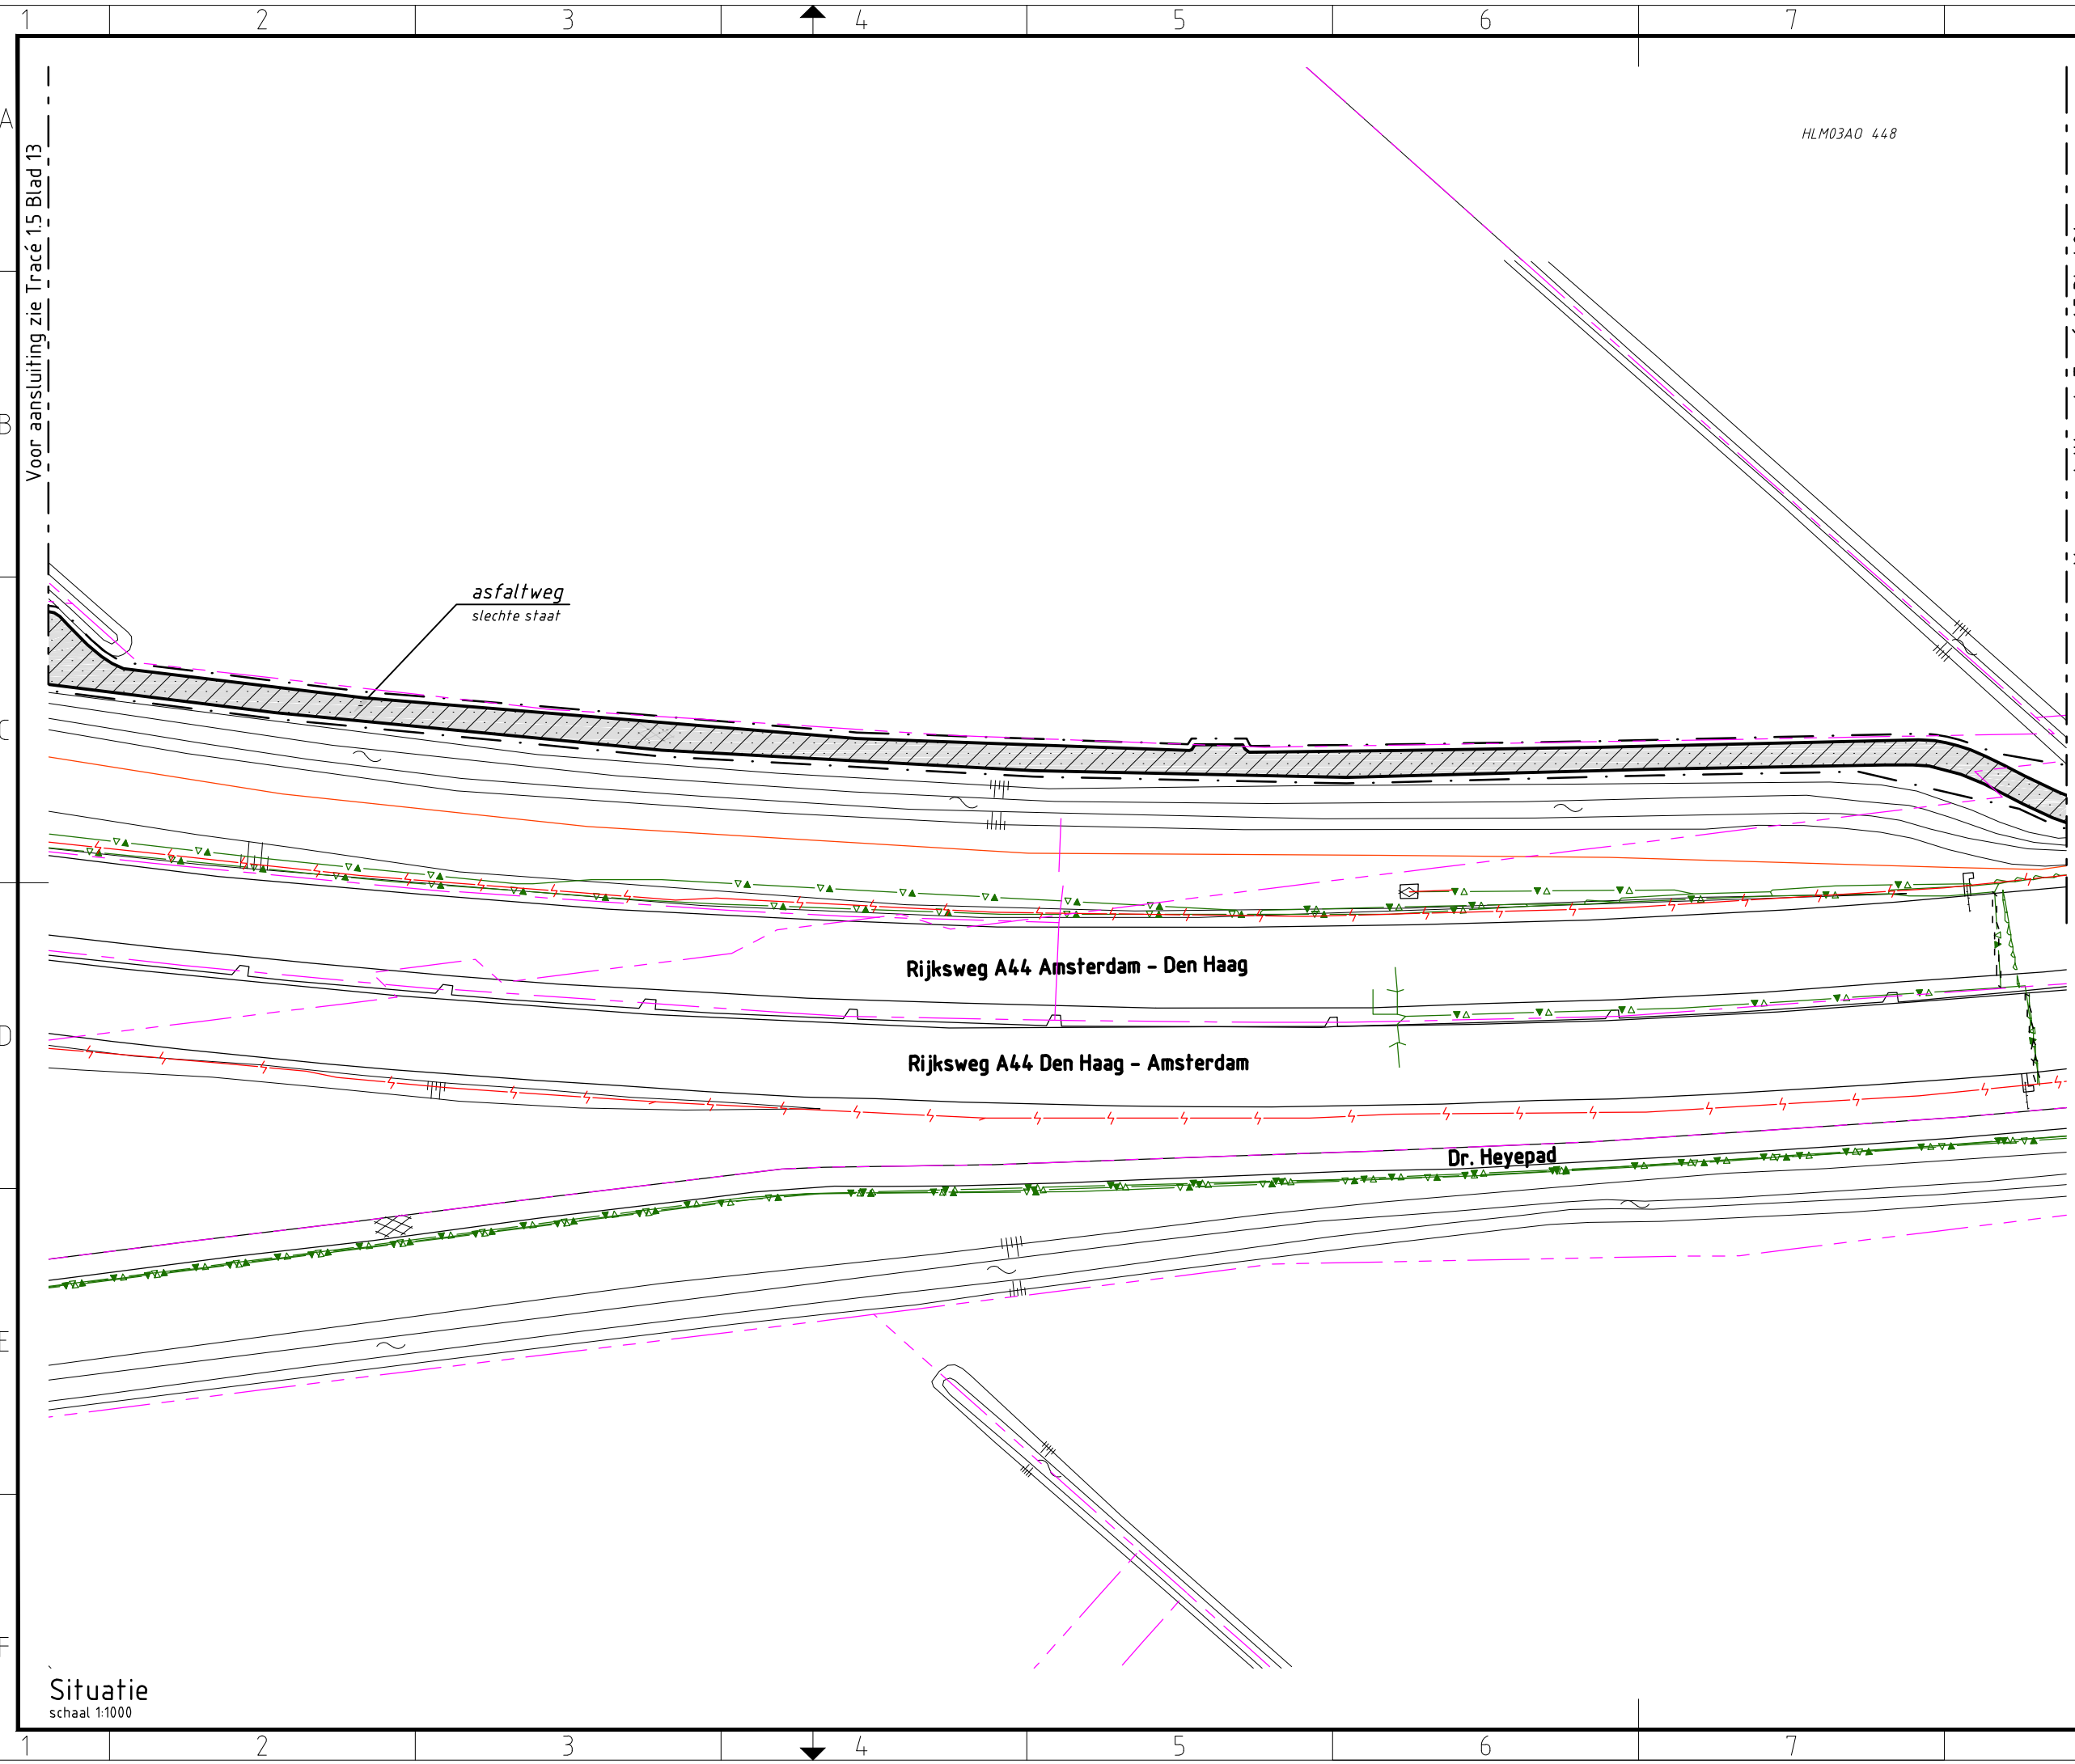 1 2 3 4 5 6 7
A
HLM03AO 448
Voor aansluiting zie Tracé 1.5 Blad 13
B
asfaltweg
slechte staat
C
Rijksweg A44 Amsterdam - Den Haag
D
Rijksweg A44 Den Haag - Amsterdam
Dr. Heyepad
E
F
Situatie
schaal 1:1000
1 2 3 4 5 6 7